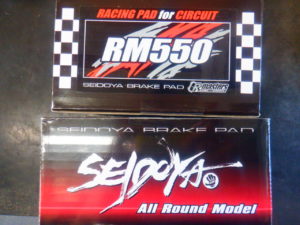 RACING PAD for CIRCUIT
RM550
SEIDOYA BRAKE PAD
SEIDOYA BRAKE PAD
SEIDOYA
All Round Model